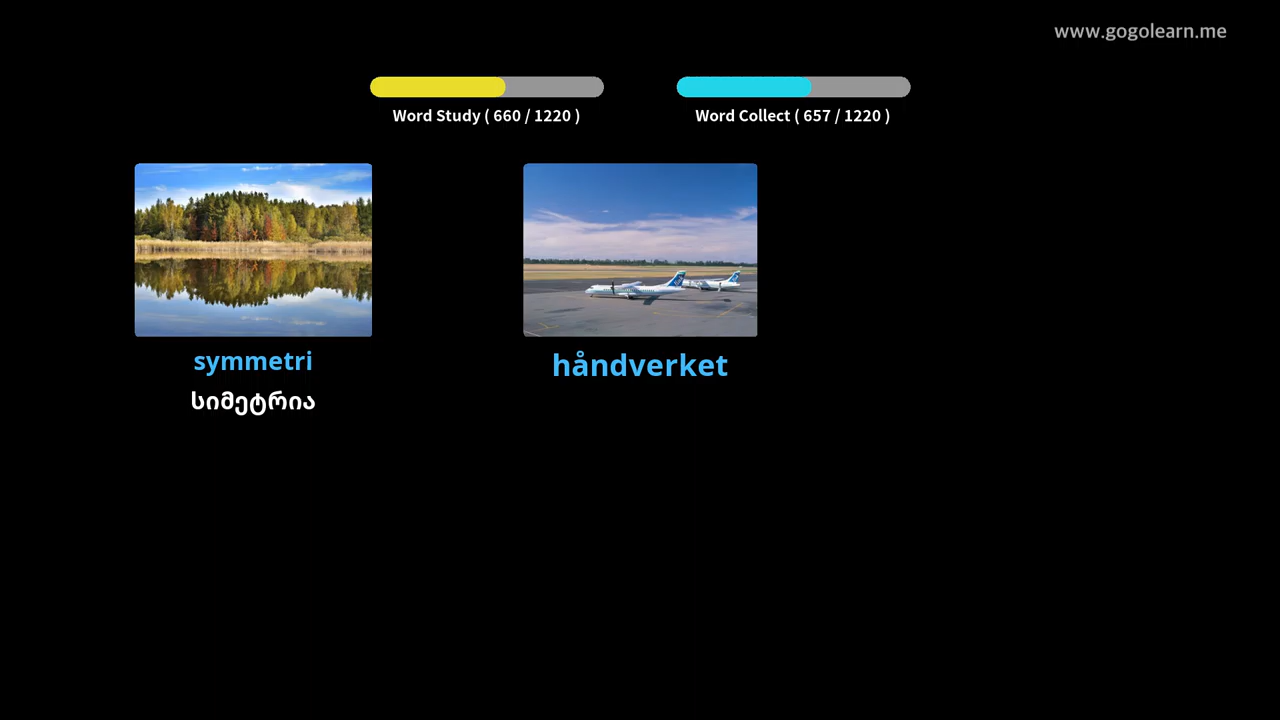 www.gogolearn.me
Word Study ( 660 / 1220 )
Word Collect ( 657 / 1220 )
symmetri
სიმეტრია
håndverket